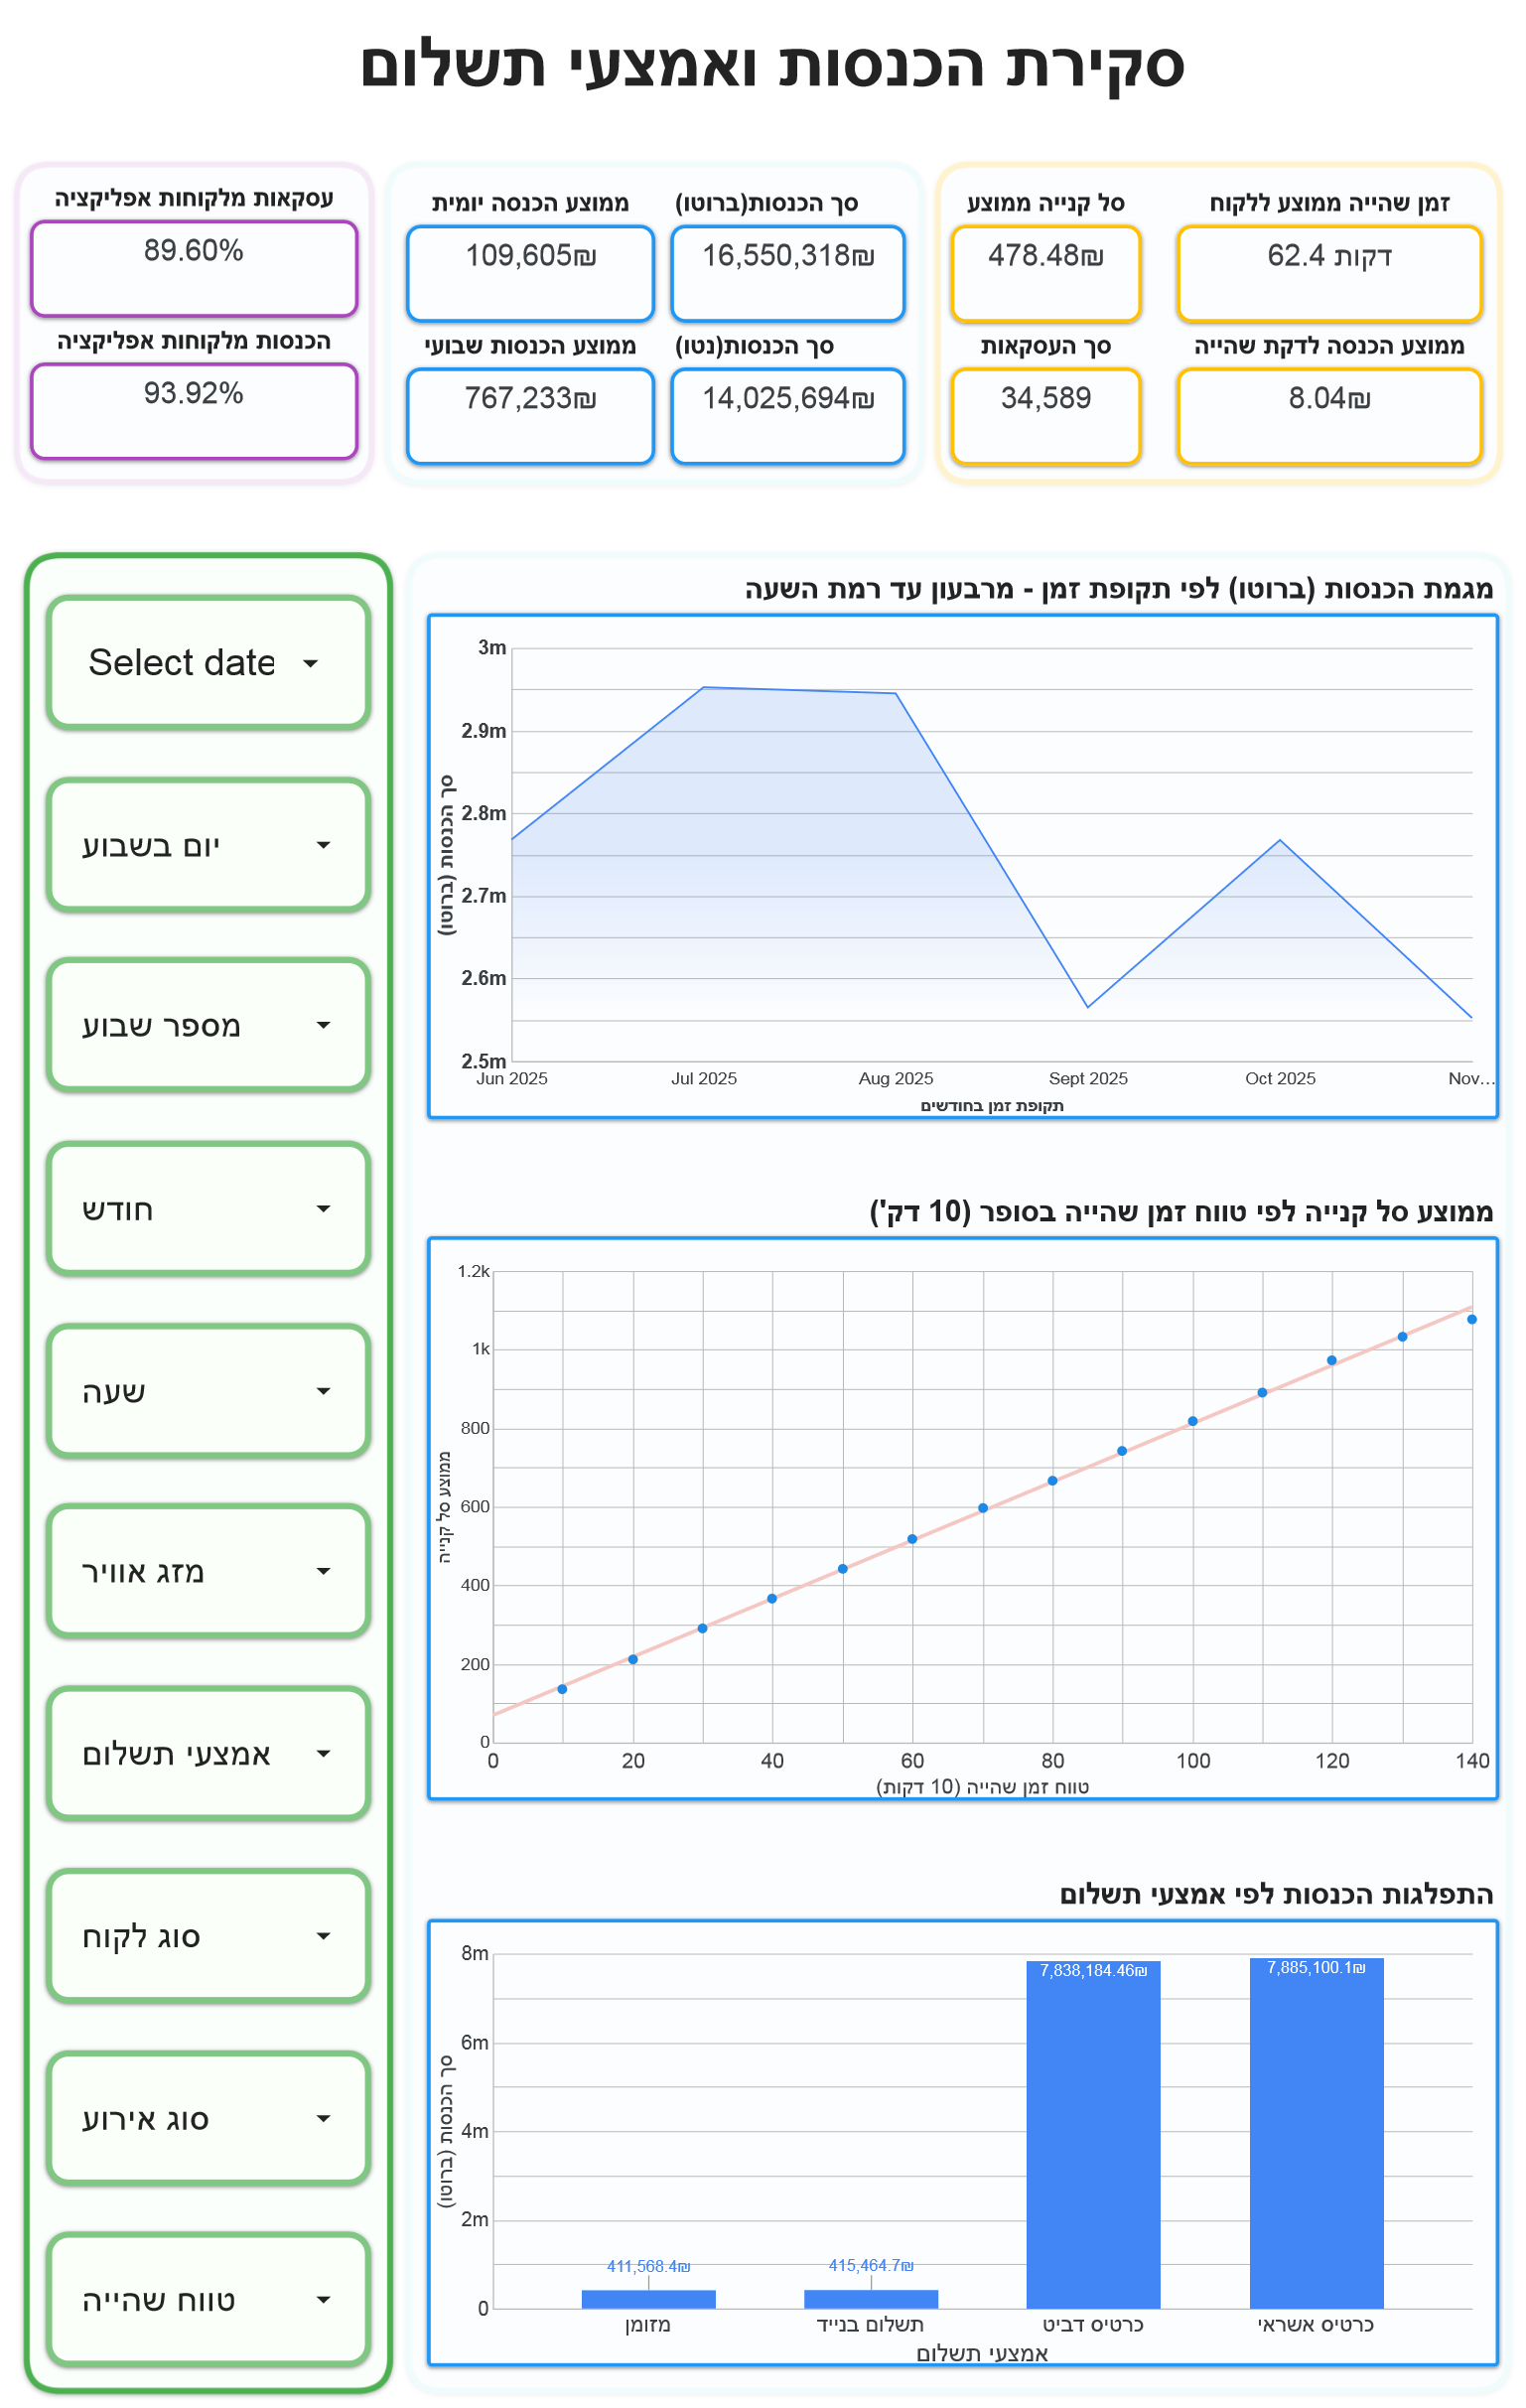 סקירת הכנסות ואמצעי תשלום
זמן שהייה ממוצע ללקוח
62.4 דקות
סל קנייה ממוצע
478.48₪
ממוצע הכנסה לדקת שהייה
8.04₪
סך העסקאות
34,589
סך הכנסות(ברוטו)
16,550,318₪
ממוצע הכנסה יומית
109,605₪
סך הכנסות(נטו)
14,025,694₪
ממוצע הכנסות שבועי
767,233₪
עסקאות מלקוחות אפליקציה
89.60%
הכנסות מלקוחות אפליקציה
93.92%
מגמת הכנסות (ברוטו) לפי תקופת זמן - מרבעון עד רמת השעה
3m
2.9m
2.8m
2.7m
2.6m
2.5m
סך הכנסות (ברוטו)
Jun 2025
Jul 2025
Aug 2025
Sept 2025
Oct 2025
Nov…
תקופת זמן בחודשים
ממוצע סל קנייה לפי טווח זמן שהייה בסופר (10 דק')
1.2k
1k
800
600
400
200
0
ממוצע סל קנייה
0
20
40
60
80
100
120
140
טווח זמן שהייה (10 דקות)
התפלגות הכנסות לפי אמצעי תשלום
8m
6m
4m
2m
0
סך הכנסות (ברוטו)
7,885,100.1₪
7,838,184.46₪
415,464.7₪
411,568.4₪
כרטיס אשראי
כרטיס דביט
תשלום בנייד
מזומן
אמצעי תשלום
Select date
יום בשבוע
מספר שבוע
חודש
שעה
מזג אוויר
אמצעי תשלום
סוג לקוח
סוג אירוע
טווח שהייה